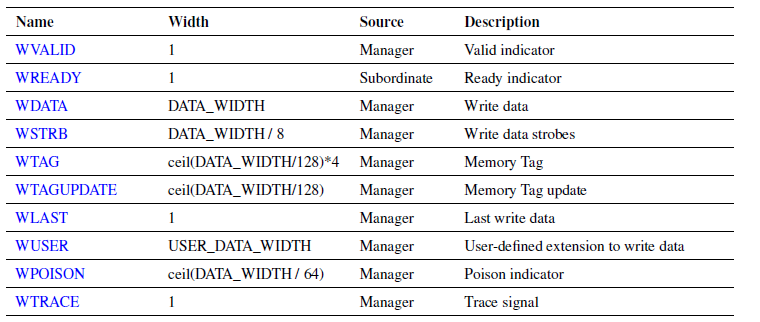 Name Width Source Description
WVALID 1 Manager Valid indicator
WREADY 1 Subordinate Ready indicator
WDATA DATA_WIDTH Manager Write data
WSTRB DATA_WIDTH / 8 Manager Write data strobes
WTAG ceil(DATA_WIDTH/128)*4 Manager Memory Tag
WTAGUPDATE ceil(DATA_WIDTH/128) Manager Memory Tag update
WLAST 1 Manager Last write data
WUSER USER_DATA_WIDTH Manager User-defined extension to write data
WPOISON ceil(DATA_WIDTH / 64) Manager Poison indicator
WTRACE 1 Manager Trace signal